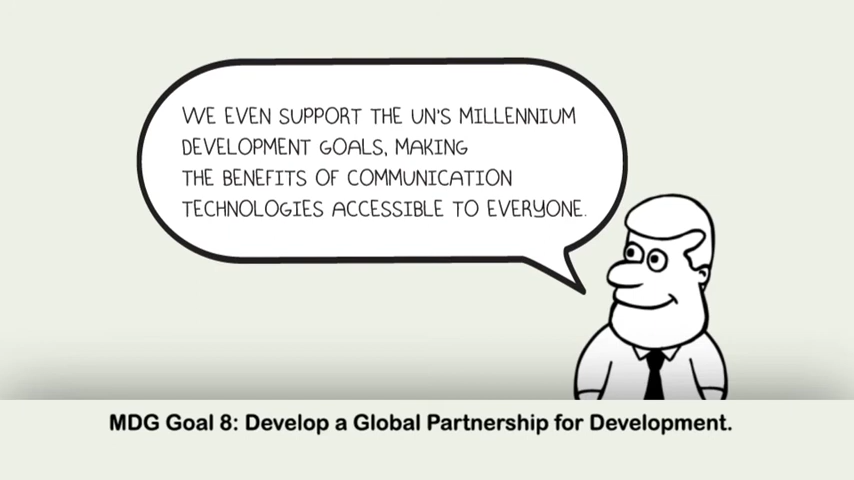 WE EVEN SUPPORT THE UN'S MILLENNIUM
DEVELOPMENT GOALS, MAKING
THE BENEFITS OF COMMUNICATION
TECHNOLOGIES ACCESSIBLE TO EVERYONE.
MDG Goal 8: Develop a Global Partnership for Development.